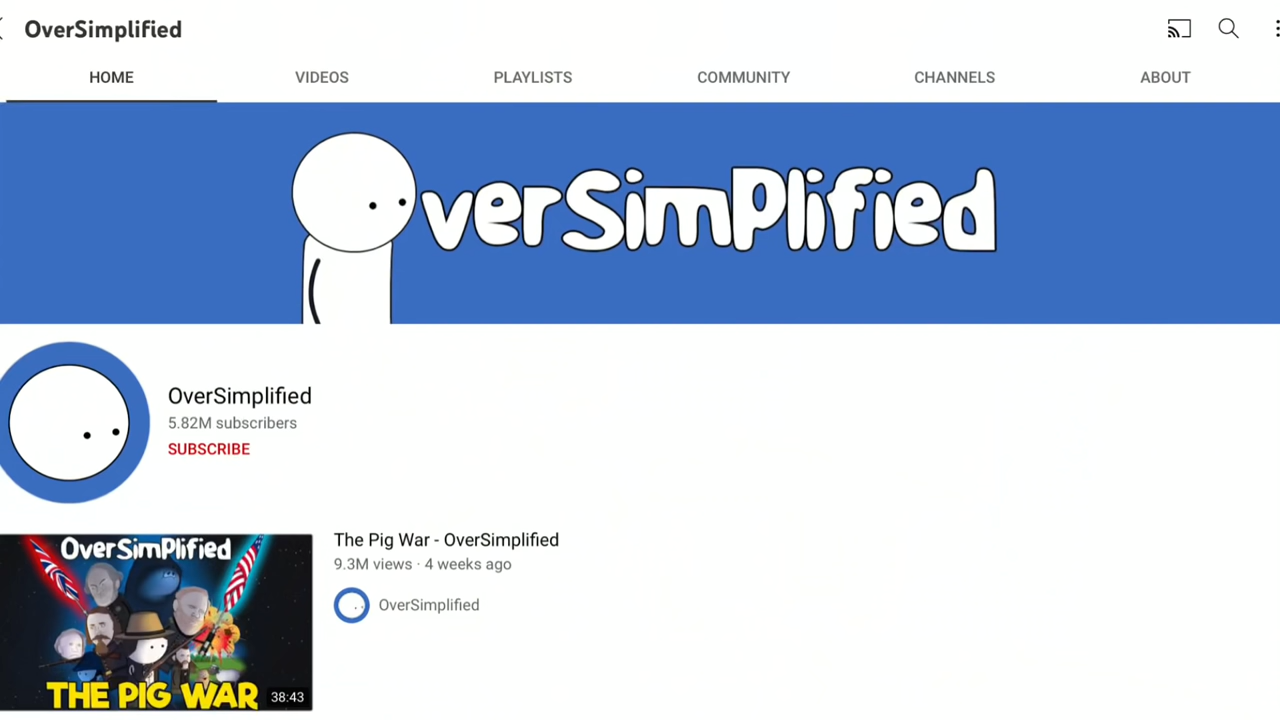 OverSimplified
HOME VIDEOS PLAYLISTS COMMUNITY CHANNELS ABOUT
OverSimplified
OverSimplified
5.82M subscribers
SUBSCRIBE
OverSimplified
THE PIG WAR
38:43
The Pig War - OverSimplified
9.3M views · 4 weeks ago
OverSimplified